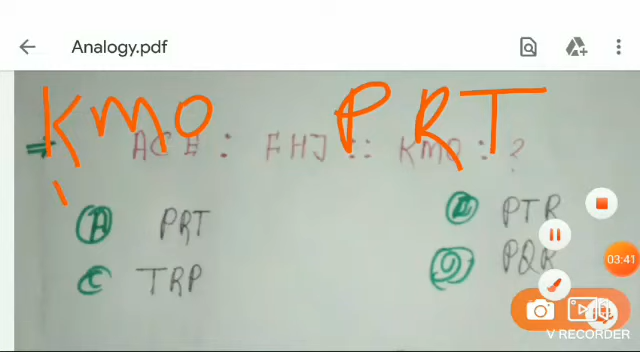 Analogy.pdf
KMO PRT
ACE : FHJ :: KMO : ?
A PRT
PTR
C TRP
D PQR
03:41
V RECORDER